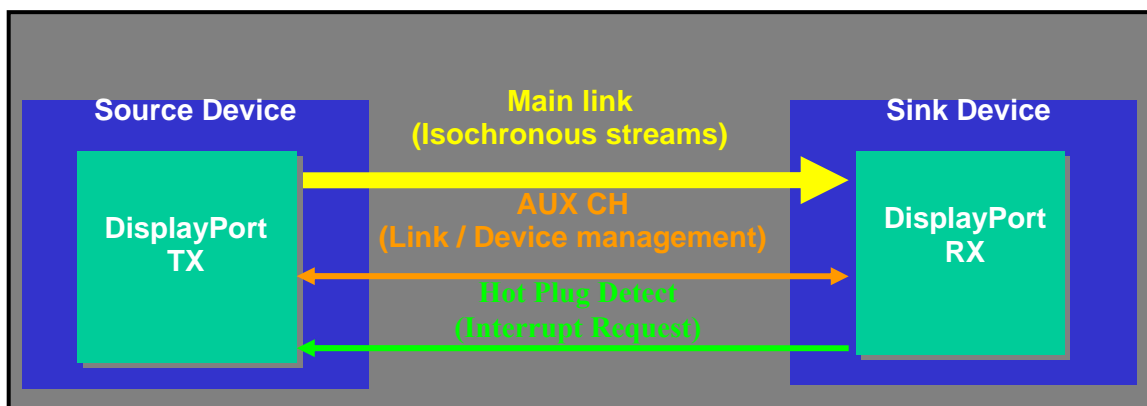 Source Device
DisplayPort
TX
Main link
(Isochronous streams)
AUX CH
(Link / Device management)
Hot Plug Detect
(Interrupt Request)
Sink Device
DisplayPort
RX